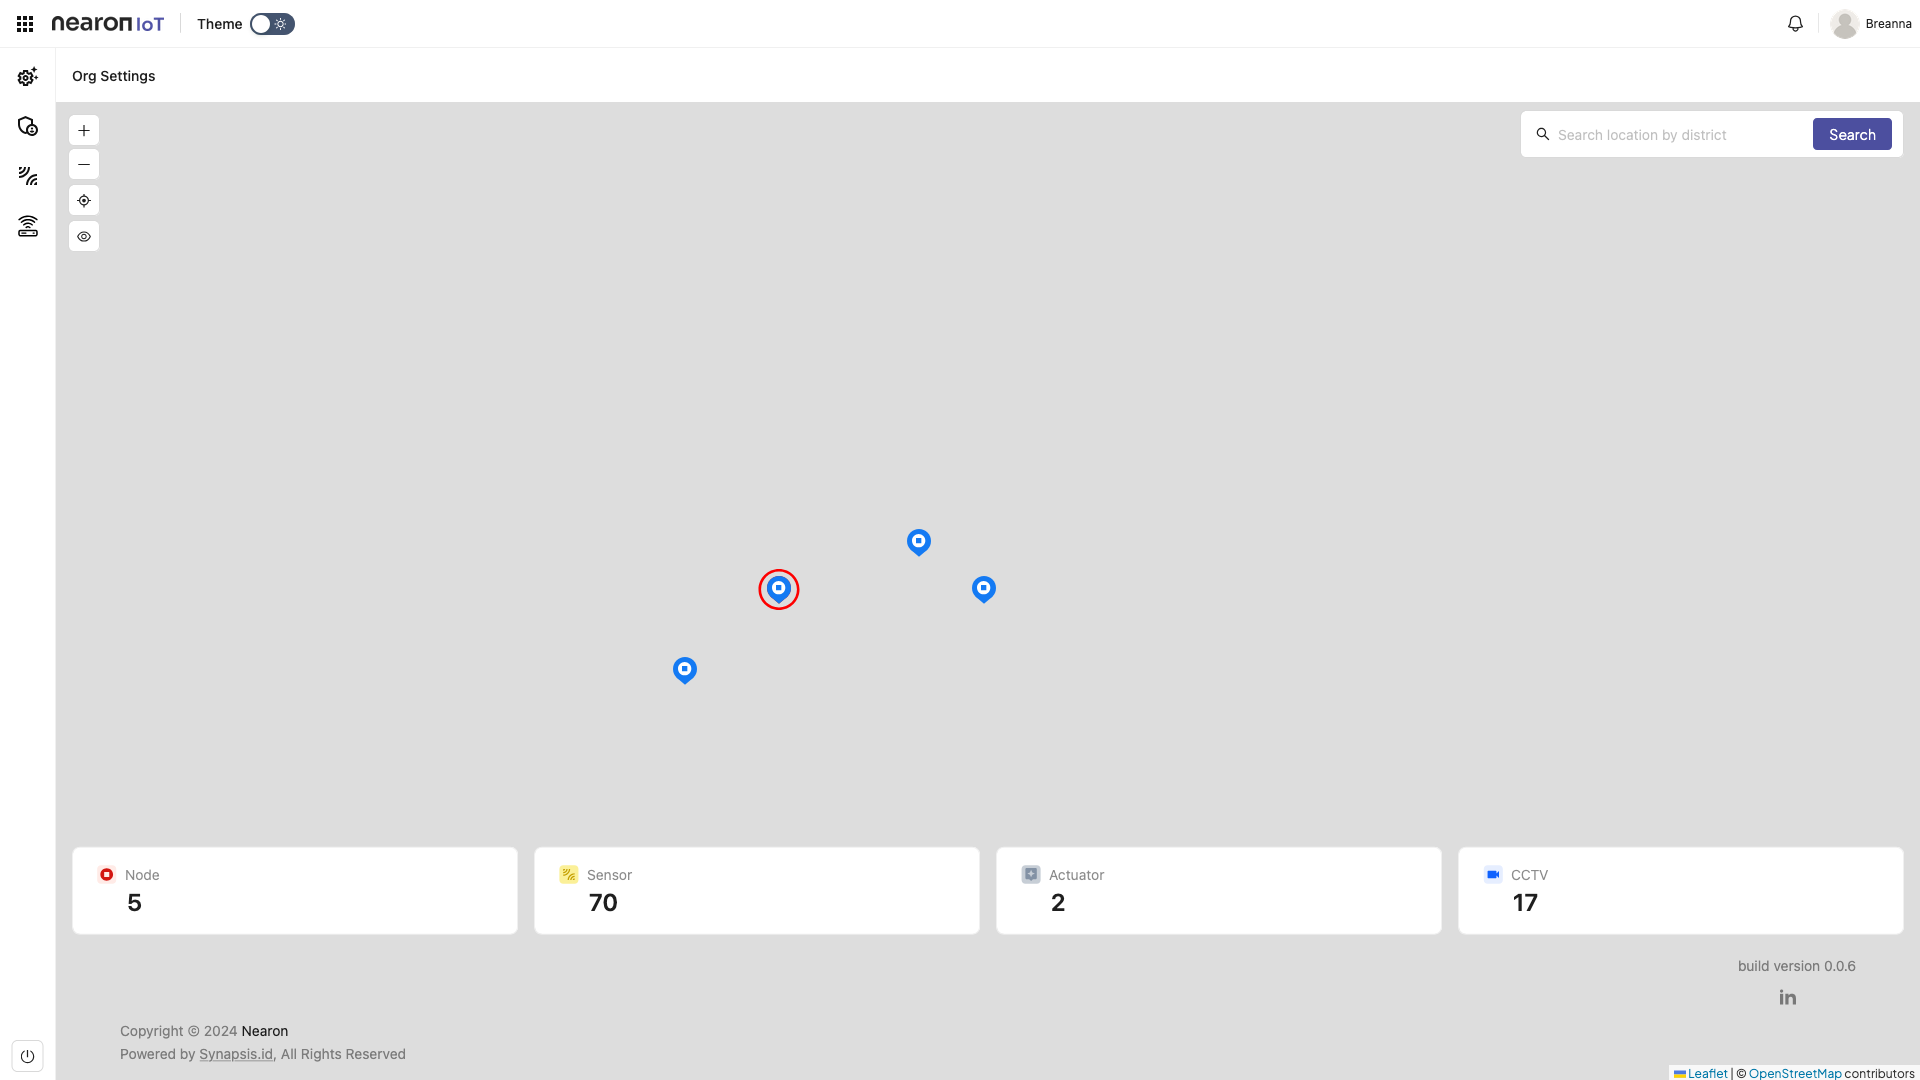 nearon IoT
Theme
Breanna
Org Settings
Search location by district
Search
Node
5
Sensor
70
Actuator
2
CCTV
17
build version 0.0.6
in
Copyright © 2024 Nearon
Powered by Synapsis.id, All Rights Reserved
Leaflet | © OpenStreetMap contributors